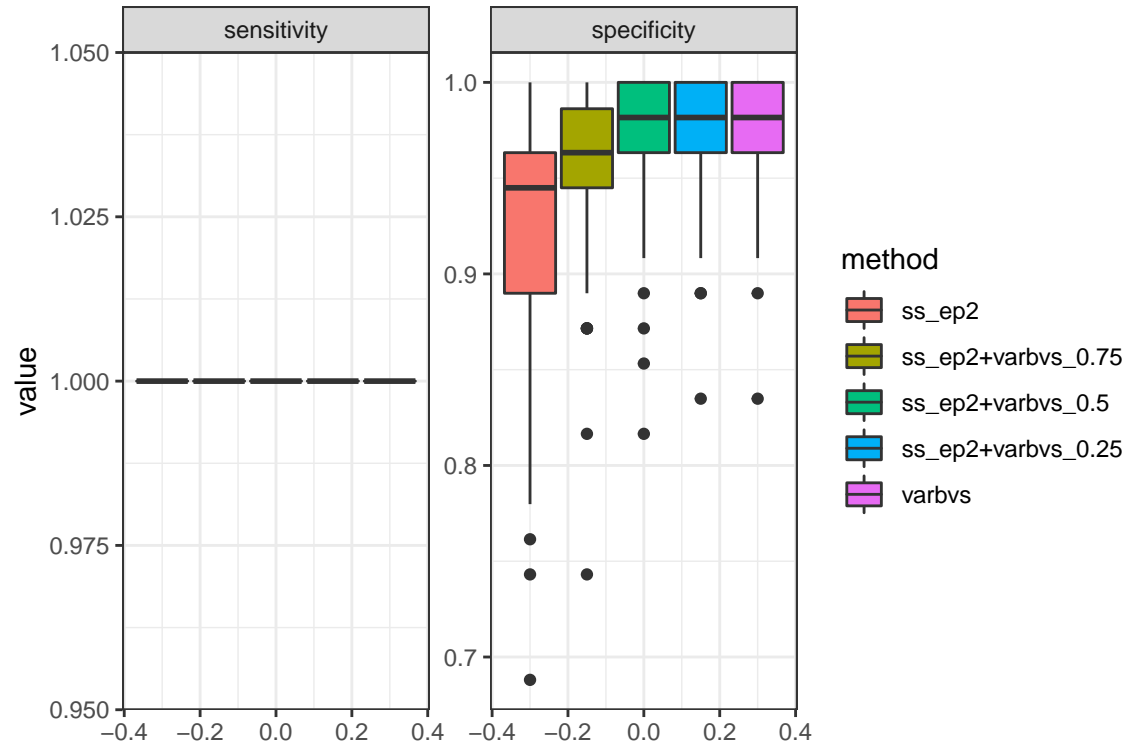 sensitivity
specificity
value
1.050
1.025
1.000
0.975
0.950
−0.4 −0.2 0.0 0.2 0.4
1.0
0.9
0.8
0.7
−0.4 −0.2 0.0 0.2 0.4
method
ss_ep2
ss_ep2+varbvs_0.75
ss_ep2+varbvs_0.5
ss_ep2+varbvs_0.25
varbvs